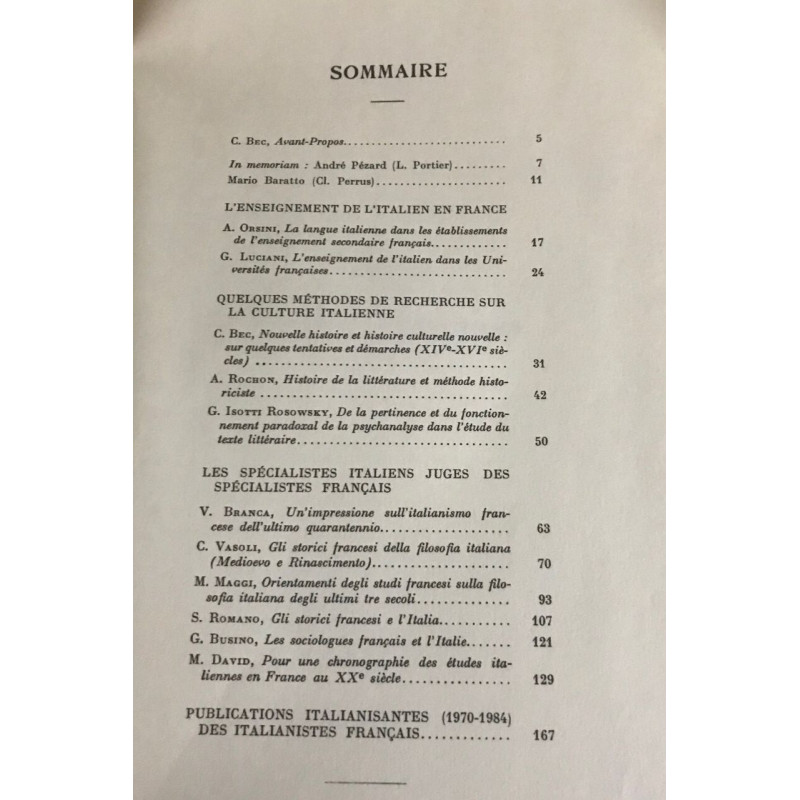 SOMMAIRE
C. BEC, Avant-Propos........................... 5
In memoriam : André Pézard (L. Portier)......... 7
Mario Baratto (Cl. Perrus)...................... 11
L'ENSEIGNEMENT DE L'ITALIEN EN FRANCE
A. ORSINI, La langue italienne dans les établissements
de l'enseignement secondaire français............. 17
G. LUCIANI, L'enseignement de l'italien dans les Uni-
versités françaises............................. 24
QUELQUES MÉTHODES DE RECHERCHE SUR
LA CULTURE ITALIENNE
C. BEC, Nouvelle histoire et histoire culturelle nouvelle :
sur quelques tentatives et démarches (XIVe-XVIe siè-
cles) ....................................... 31
A. ROCHON, Histoire de la littérature et méthode histo-
riciste ..................................... 42
G. ISOTTI ROSOWSKY, De la pertinence et du fonction-
nement paradoxal de la psychanalyse dans l'étude du
texte littéraire................................. 50
LES SPÉCIALISTES ITALIENS JUGES DES
SPÉCIALISTES FRANÇAIS
V. BRANCA, Un'impressione sull'italianismo fran-
cese dell'ultimo quarantennio................... 63
C. VASOLI, Gli storici francesi della filosofia italiana
(Medioevo e Rinascimento).................... 70
M. MAGGI, Orientamenti degli studi francesi sulla filo-
sofia italiana degli ultimi tre secoli............. 93
S. ROMANO, Gli storici francesi e l'Italia.......... 107
G. BUSINO, Les sociologues français et l'Italie....... 121
M. DAVID, Pour une chronographie des études ita-
liennes en France au XXe siècle................ 129
PUBLICATIONS ITALIANISANTES (1970-1984)
DES ITALIANISTES FRANÇAIS............. 167